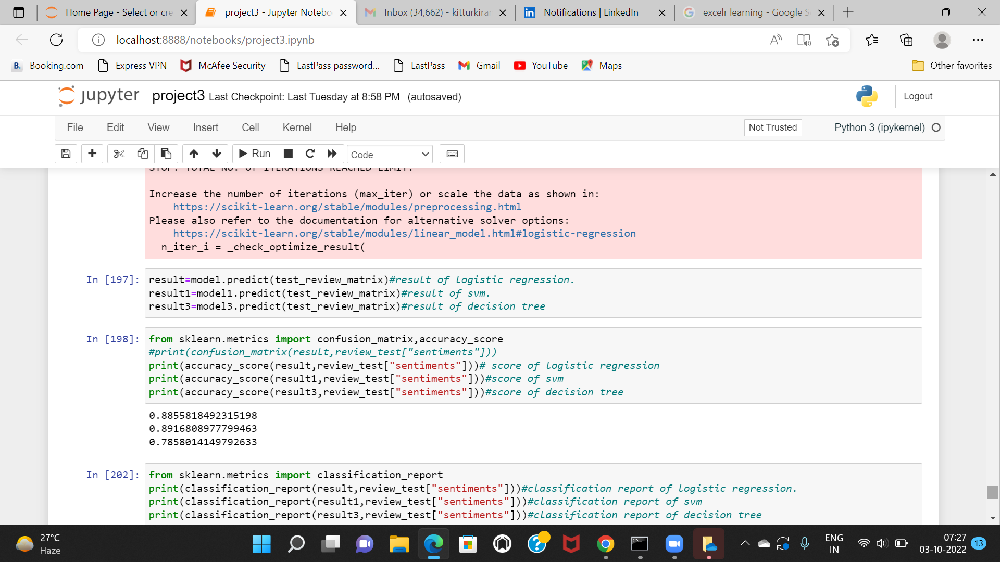 Home Page - Select or cre
project3 - Jupyter Notebo
Inbox (34,662) - kitturkirar
Notifications | LinkedIn
excelr learning - Google S
localhost:8888/notebooks/project3.ipynb
Booking.com
Express VPN
McAfee Security
LastPass password...
LastPass
Gmail
YouTube
Maps
Other favorites
jupyter project3 Last Checkpoint: Last Tuesday at 8:58 PM (autosaved)
Logout
File Edit View Insert Cell Kernel Help
Not Trusted
Python 3 (ipykernel)
Run
Code
STOP: TOTAL NO. of ITERATIONS REACHED LIMIT.
Increase the number of iterations (max_iter) or scale the data as shown in:
https://scikit-learn.org/stable/modules/preprocessing.html
Please also refer to the documentation for alternative solver options:
https://scikit-learn.org/stable/modules/linear_model.html#logistic-regression
n_iter_i = _check_optimize_result(
In [197]:
result=model.predict(test_review_matrix)#result of logistic regression.
result1=model1.predict(test_review_matrix)#result of svm.
result3=model3.predict(test_review_matrix)#result of decision tree
In [198]:
from sklearn.metrics import confusion_matrix,accuracy_score
#print(confusion_matrix(result,review_test["sentiments"]))
print(accuracy_score(result,review_test["sentiments"]))# score of logistic regression
print(accuracy_score(result1,review_test["sentiments"]))#score of svm
print(accuracy_score(result3,review_test["sentiments"]))#score of decision tree
0.8855818492315198
0.8916808977799463
0.7858014149792633
In [202]:
from sklearn.metrics import classification_report
print(classification_report(result,review_test["sentiments"]))#classification report of logistic regression.
print(classification_report(result1,review_test["sentiments"]))#classification report of svm
print(classification_report(result3,review_test["sentiments"]))#classification report of decision tree
27°C
Haze
ENG
IN
07:27
03-10-2022
13